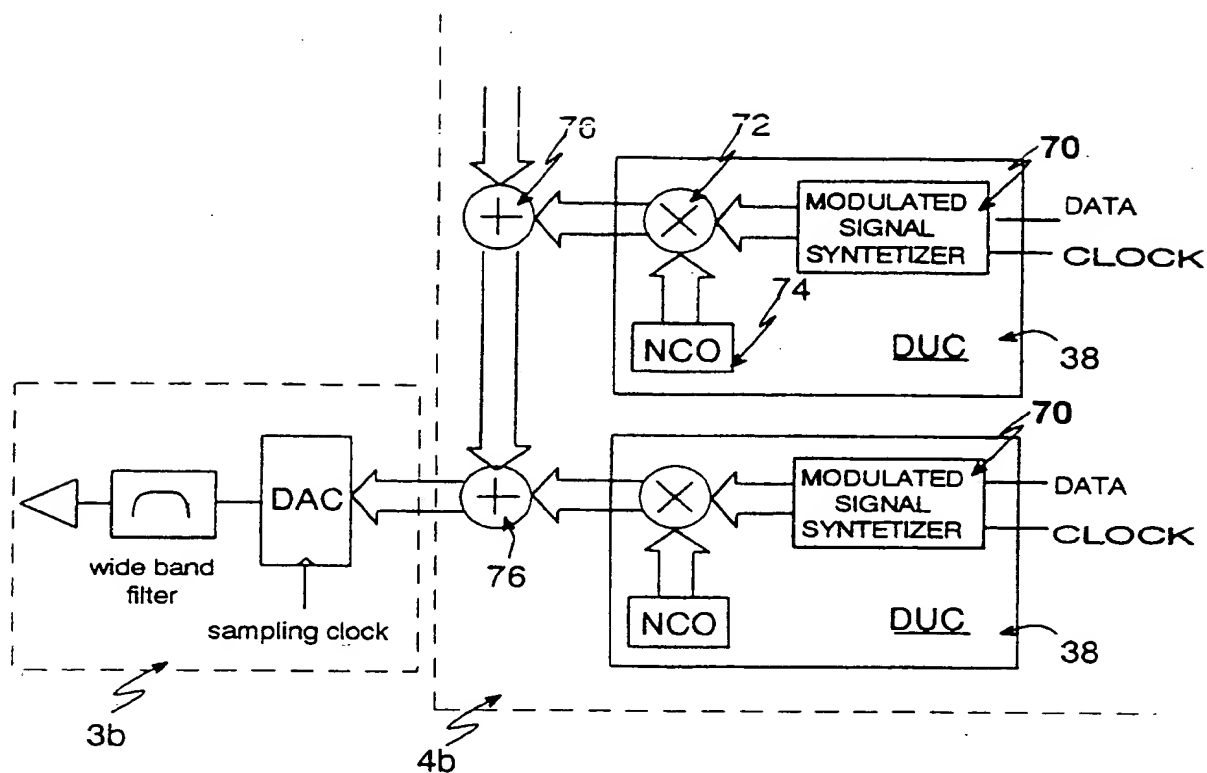 76
72
70
MODULATED
SIGNAL
SYNTETIZER
DATA
CLOCK
74
NCO
DUC
38
70
MODULATED
SIGNAL
SYNTETIZER
DATA
CLOCK
DAC
76
wide band
filter
sampling clock
NCO
DUC
38
3b
4b